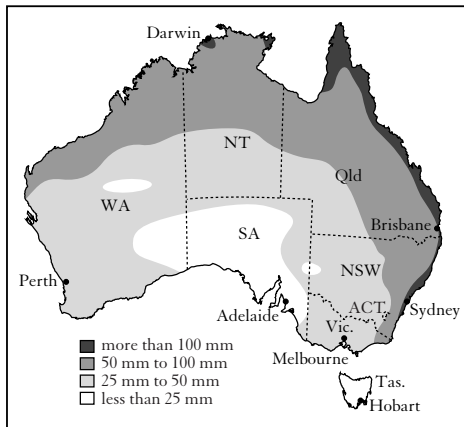 Darwin
NT
Qld
WA
SA
Brisbane
NSW
Perth
ACT.
Sydney
Adelaide
Vic.
Melbourne
more than 100 mm
50 mm to 100 mm
25 mm to 50 mm
less than 25 mm
Tas.
Hobart